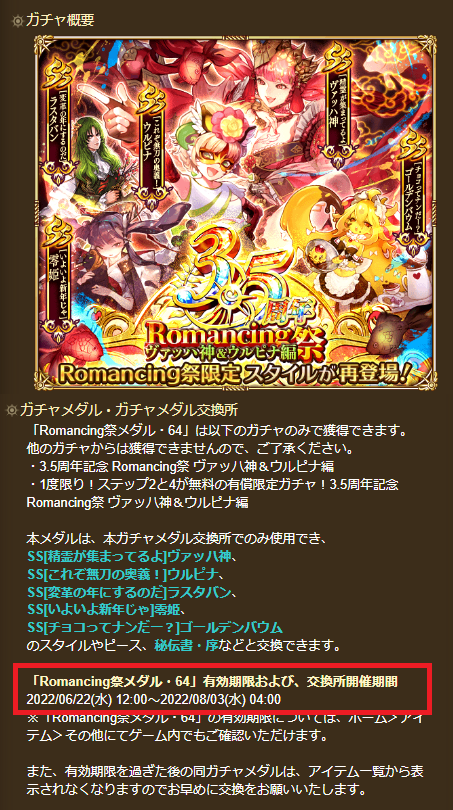 ガチャ概要
SS
[変革の年にするのだ]
ラスタバン
SS
[これぞ無刀の奥義！]
ウルピナ
SS
[精霊が集まってるよ]
ヴァッハ神
SS
[チョコってナンだー？]
ゴールデンバウム
SS
[いよいよ新年じゃ]
零姫
3.5
周年
Romancing祭
ヴァッハ神&ウルピナ編
Romancing祭限定スタイルが再登場！
ガチャメダル・ガチャメダル交換所
「Romancing祭メダル・64」は以下のガチャのみで獲得できます。
他のガチャからは獲得できませんので、ご了承ください。
・3.5周年記念 Romancing祭 ヴァッハ神＆ウルピナ編
・1度限り！ステップ2と4が無料の有償限定ガチャ！3.5周年記念
Romancing祭 ヴァッハ神＆ウルピナ編
本メダルは、本ガチャメダル交換所でのみ使用でき、
SS[精霊が集まってるよ]ヴァッハ神、
SS[これぞ無刀の奥義！]ウルピナ、
SS[変革の年にするのだ]ラスタバン、
SS[いよいよ新年じゃ]零姫、
SS[チョコってナンだー？]ゴールデンバウム
のスタイルやピース、秘伝書・序などと交換できます。
「Romancing祭メダル・64」有効期限および、交換所開催期間
2022/06/22(水) 12:00～2022/08/03(水) 04:00
※「Romancing祭メダル・64」の有効期限については、ホーム＞アイ
テム＞その他にてゲーム内でもご確認いただけます。
また、有効期限を過ぎた後の同ガチャメダルは、アイテム一覧から表
示されなくなりますのでお早めに交換をお願いいたします。